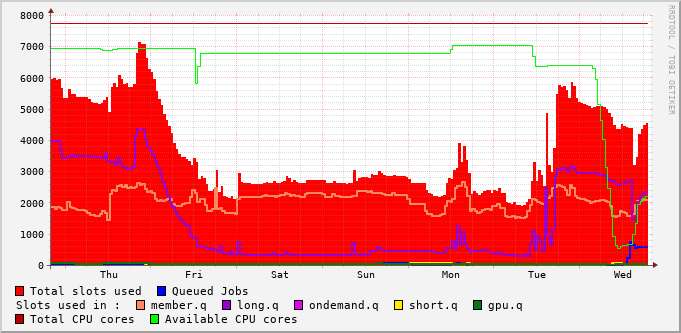 8000
7000
6000
5000
4000
3000
2000
1000
0
Thu Fri Sat Sun Mon Tue Wed
RRDTOOL / TOBI OETIKER
Total slots used Queued Jobs
Slots used in : member.q long.q ondemand.q short.q gpu.q
Total CPU cores Available CPU cores